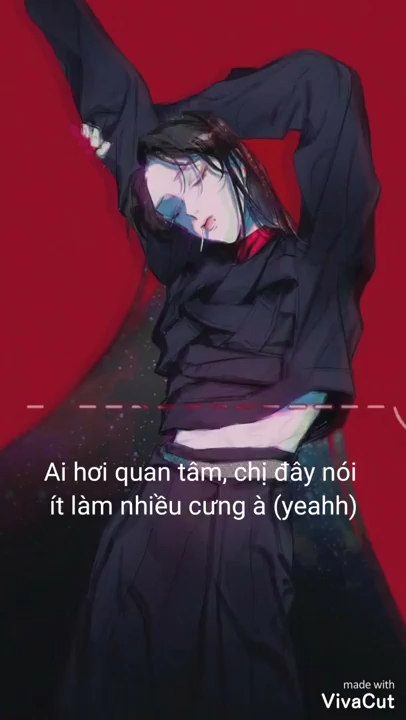 Ai hơi quan tâm, chị đây nói
ít làm nhiều cưng à (yeahh)
made with
VivaCut